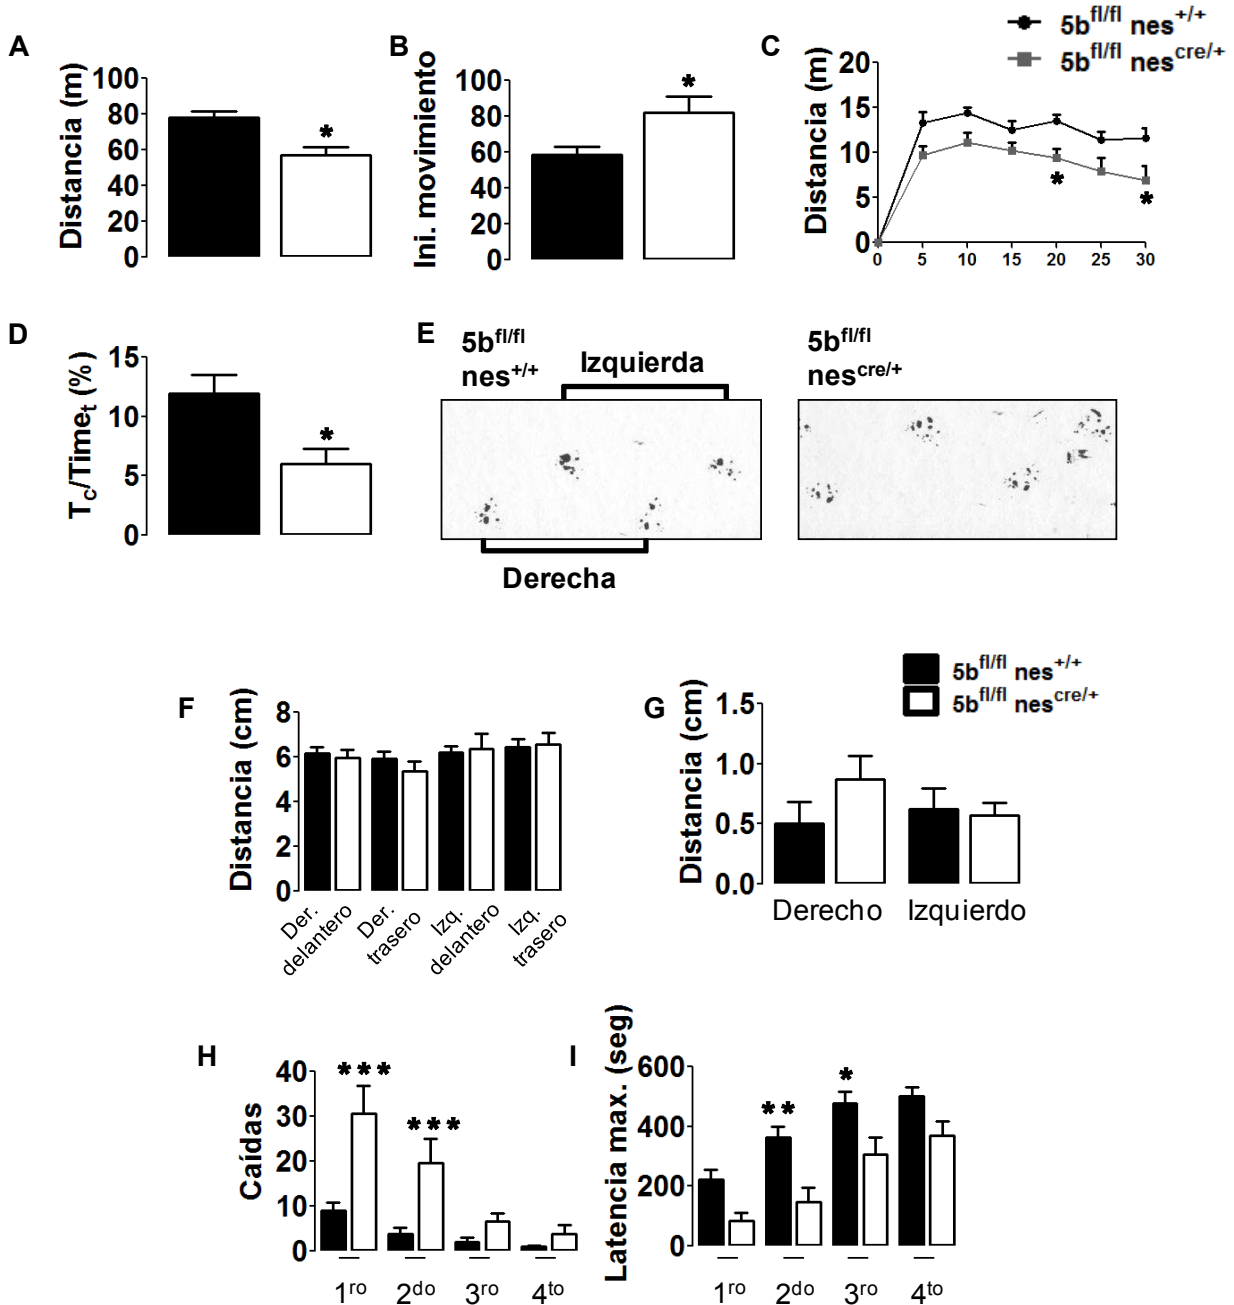 5b^fl/fl nes^+/+
5b^fl/fl nes^cre/+
A
Distancia (m)
100
80
60
40
20
0
*
B
Ini. movimiento
100
80
60
40
20
0
*
C
Distancia (m)
20
15
10
5
0
*
*
0 5 10 15 20 25 30
D
T_c/Time_t (%)
15
10
5
0
*
E
5b^fl/fl
nes^+/+
Izquierda
Derecha
5b^fl/fl
nes^cre/+
F
Distancia (cm)
8
6
4
2
0
Der.
delantero
Der.
trasero
Izq.
delantero
Izq.
trasero
G
5b^fl/fl nes^+/+
5b^fl/fl nes^cre/+
Distancia (cm)
1.5
1.0
0.5
0.0
Derecho Izquierdo
H
Caídas
40
30
20
10
0
***
***
1^ro 2^do 3^ro 4^to
I
Latencia max. (seg)
600
400
200
0
**
*
1^ro 2^do 3^ro 4^to